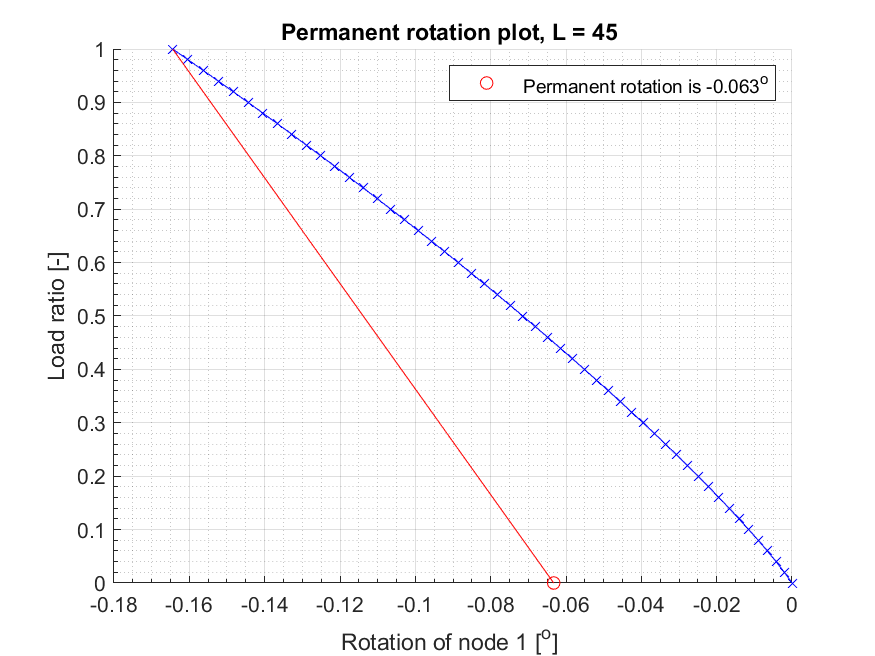 Permanent rotation plot, L = 45
Permanent rotation is -0.063°
1
0.9
0.8
0.7
0.6
0.5
0.4
0.3
0.2
0.1
0
Load ratio [-]
-0.18 -0.16 -0.14 -0.12 -0.1 -0.08 -0.06 -0.04 -0.02 0
Rotation of node 1 [°]